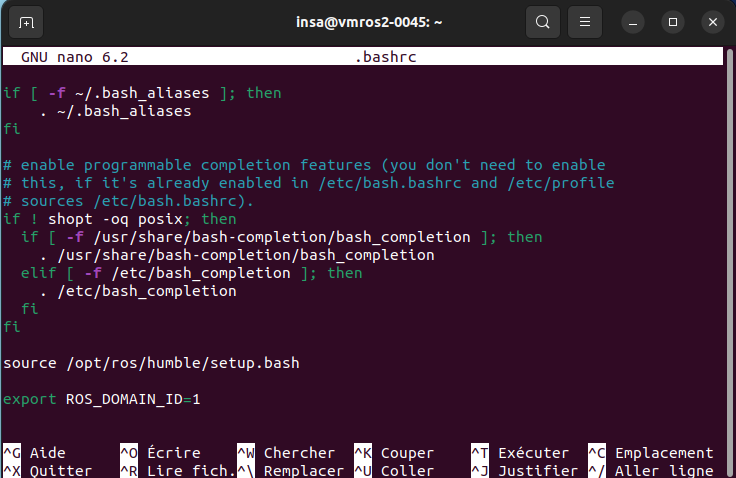 insa@vmros2-0045: ~
GNU nano 6.2 .bashrc
if [ -f ~/.bash_aliases ]; then
    . ~/.bash_aliases
fi
# enable programmable completion features (you don't need to enable
# this, if it's already enabled in /etc/bash.bashrc and /etc/profile
# sources /etc/bash.bashrc).
if ! shopt -oq posix; then
  if [ -f /usr/share/bash-completion/bash_completion ]; then
    . /usr/share/bash-completion/bash_completion
  elif [ -f /etc/bash_completion ]; then
    . /etc/bash_completion
  fi
fi
source /opt/ros/humble/setup.bash
export ROS_DOMAIN_ID=1
^G Aide ^O Écrire ^W Chercher ^K Couper ^T Exécuter ^C Emplacement
^X Quitter ^R Lire fich. ^\ Remplacer ^U Coller ^J Justifier ^/ Aller ligne